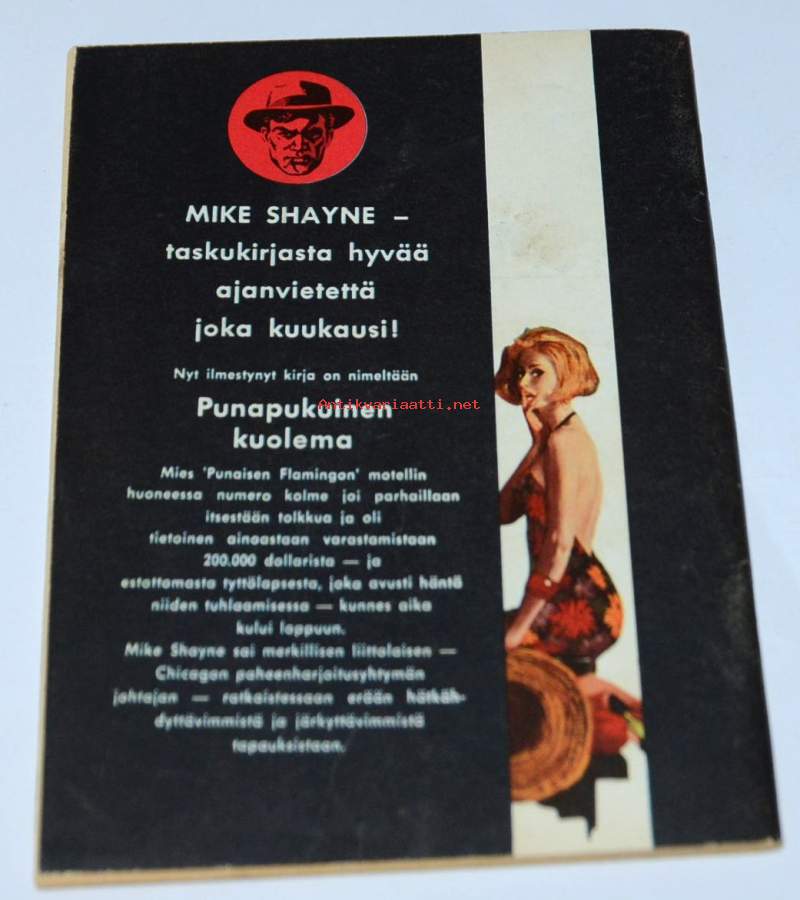 MIKE SHAYNE –
taskukirjasta hyvää
ajanvietettä
joka kuukausi!
Nyt ilmestynyt kirja on nimeltään
Punapukuinen
Antikvariaatti.net
kuolema
Mies 'Punaisen Flamingon' motellin
huoneessa numero kolme joi parhaillaan
itsestään tolkkua ja oli
tietoinen ainoastaan varastamistaan
200.000 dollarista — ja
estottomasta tyttölapsesta, joka avusti häntä
niiden tuhlaamisessa — kunnes aika
kului loppuun.
Mike Shayne sai merkillisen liittolaisen —
Chicagon paheenharjoitusyhtymän
johtajan — ratkaistessaan erään hätkäh-
dyttävimmistä ja järkyttävimmistä
tapauksistaan.